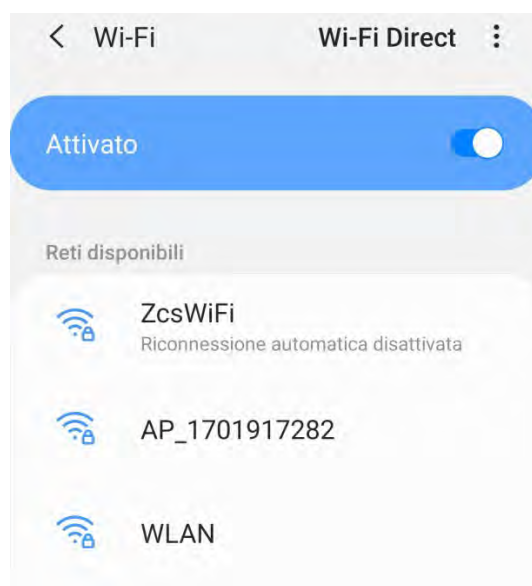 Wi-Fi Wi-Fi Direct
Attivato
Reti disponibili
ZcsWiFi
Riconnessione automatica disattivata
AP_1701917282
WLAN